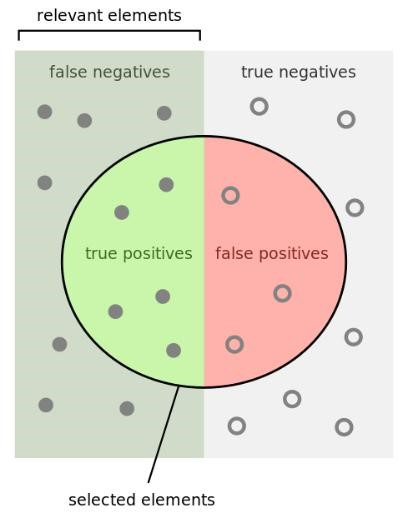 relevant elements
false negatives
true negatives
true positives
false positives
selected elements